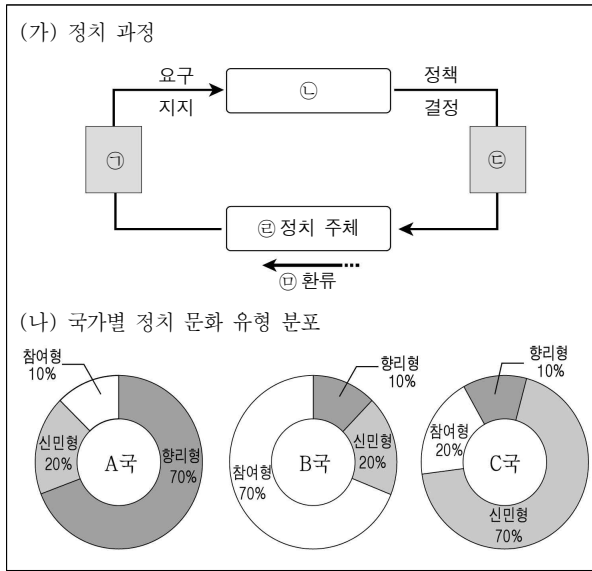 (가) 정치 과정
요구
지지
㉡
정책
결정
㉠
㉢
㉣ 정치 주체
㉤ 환류
(나) 국가별 정치 문화 유형 분포
참여형
10%
신민형
20%
A국
향리형
70%
향리형
10%
참여형
70%
B국
신민형
20%
향리형
10%
참여형
20%
C국
신민형
70%